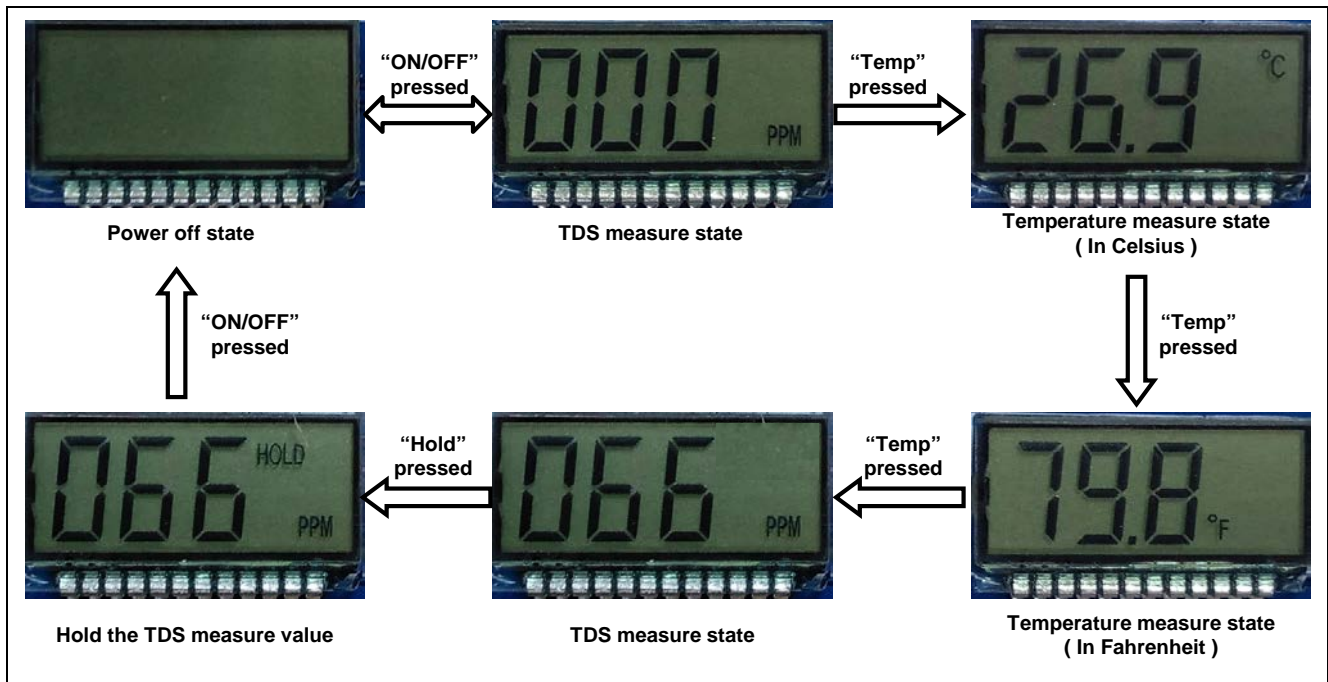 “ON/OFF”
pressed
000
PPM
“Temp”
pressed
26.9
°C
Power off state
TDS measure state
Temperature measure state
( In Celsius )
“ON/OFF”
pressed
“Temp”
pressed
066
HOLD
PPM
“Hold”
pressed
066
PPM
“Temp”
pressed
79.8
°F
Hold the TDS measure value
TDS measure state
Temperature measure state
( In Fahrenheit )